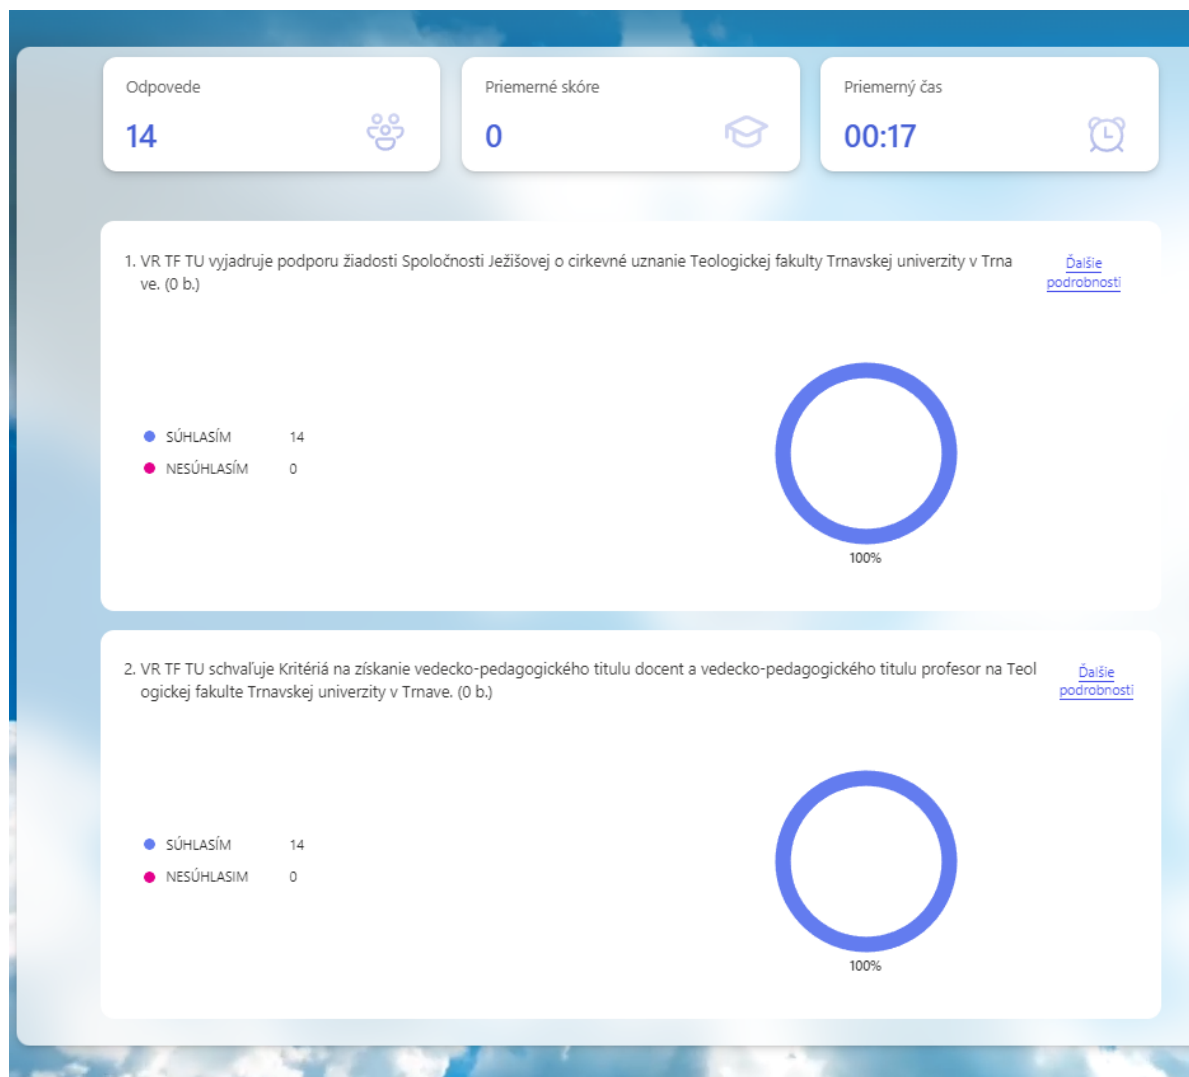 Odpovede
14
Priemerné skóre
0
Priemerný čas
00:17
1. VR TF TU vyjadruje podporu žiadosti Spoločnosti Ježišovej o cirkevné uznanie Teologickej fakulty Trnavskej univerzity v Trna
ve. (0 b.)
Ďalšie
podrobnosti
SÚHLASÍM 14
NESÚHLASÍM 0
100%
2. VR TF TU schvaľuje Kritériá na získanie vedecko-pedagogického titulu docent a vedecko-pedagogického titulu profesor na Teol
ogickej fakulte Trnavskej univerzity v Trnave. (0 b.)
Ďalšie
podrobnosti
SÚHLASÍM 14
NESÚHLASIM 0
100%